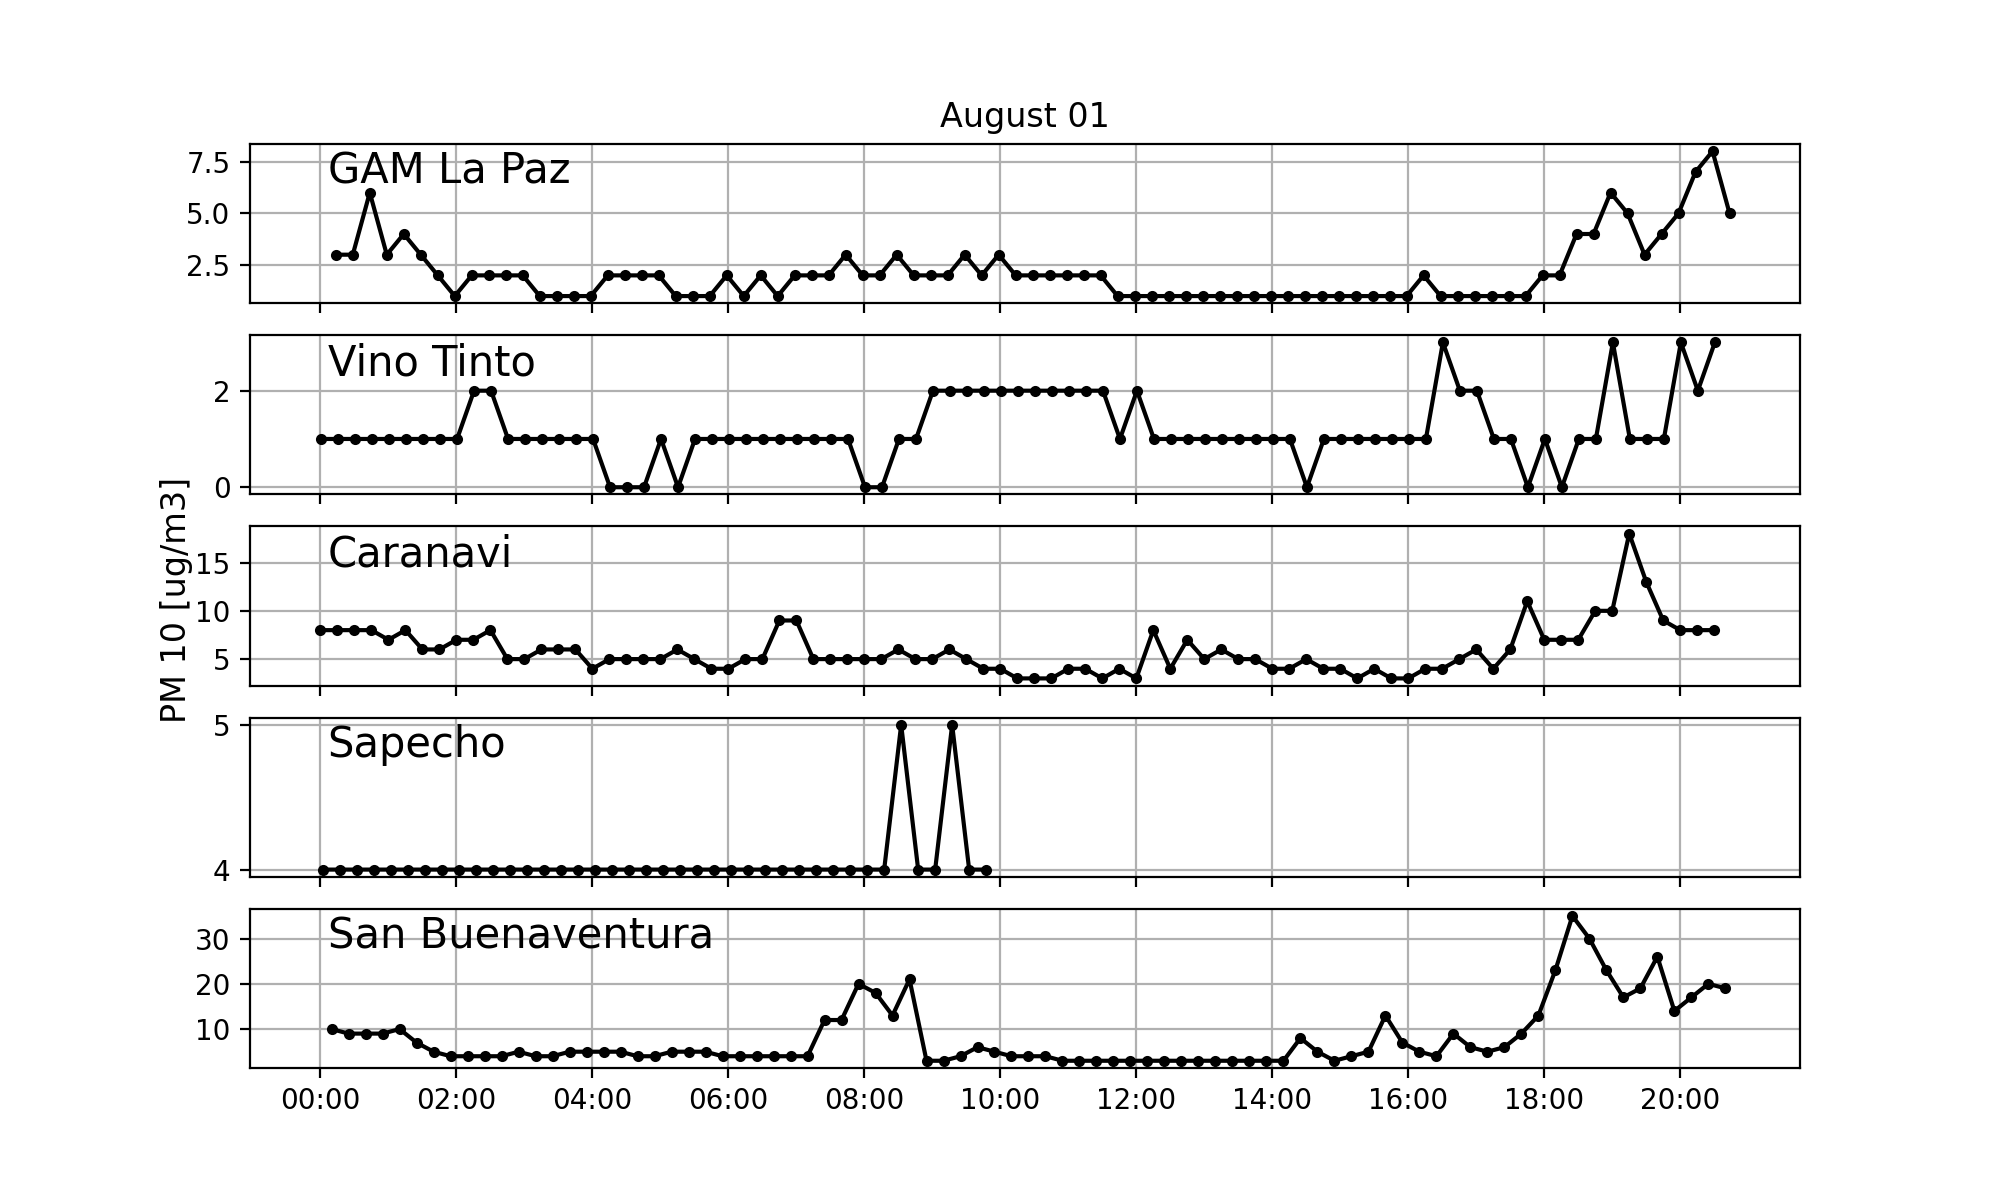 August 01
PM 10 [ug/m3]
GAM La Paz
7.5
5.0
2.5
Vino Tinto
2
0
Caranavi
15
10
5
Sapecho
5
4
San Buenaventura
30
20
10
00:00 02:00 04:00 06:00 08:00 10:00 12:00 14:00 16:00 18:00 20:00